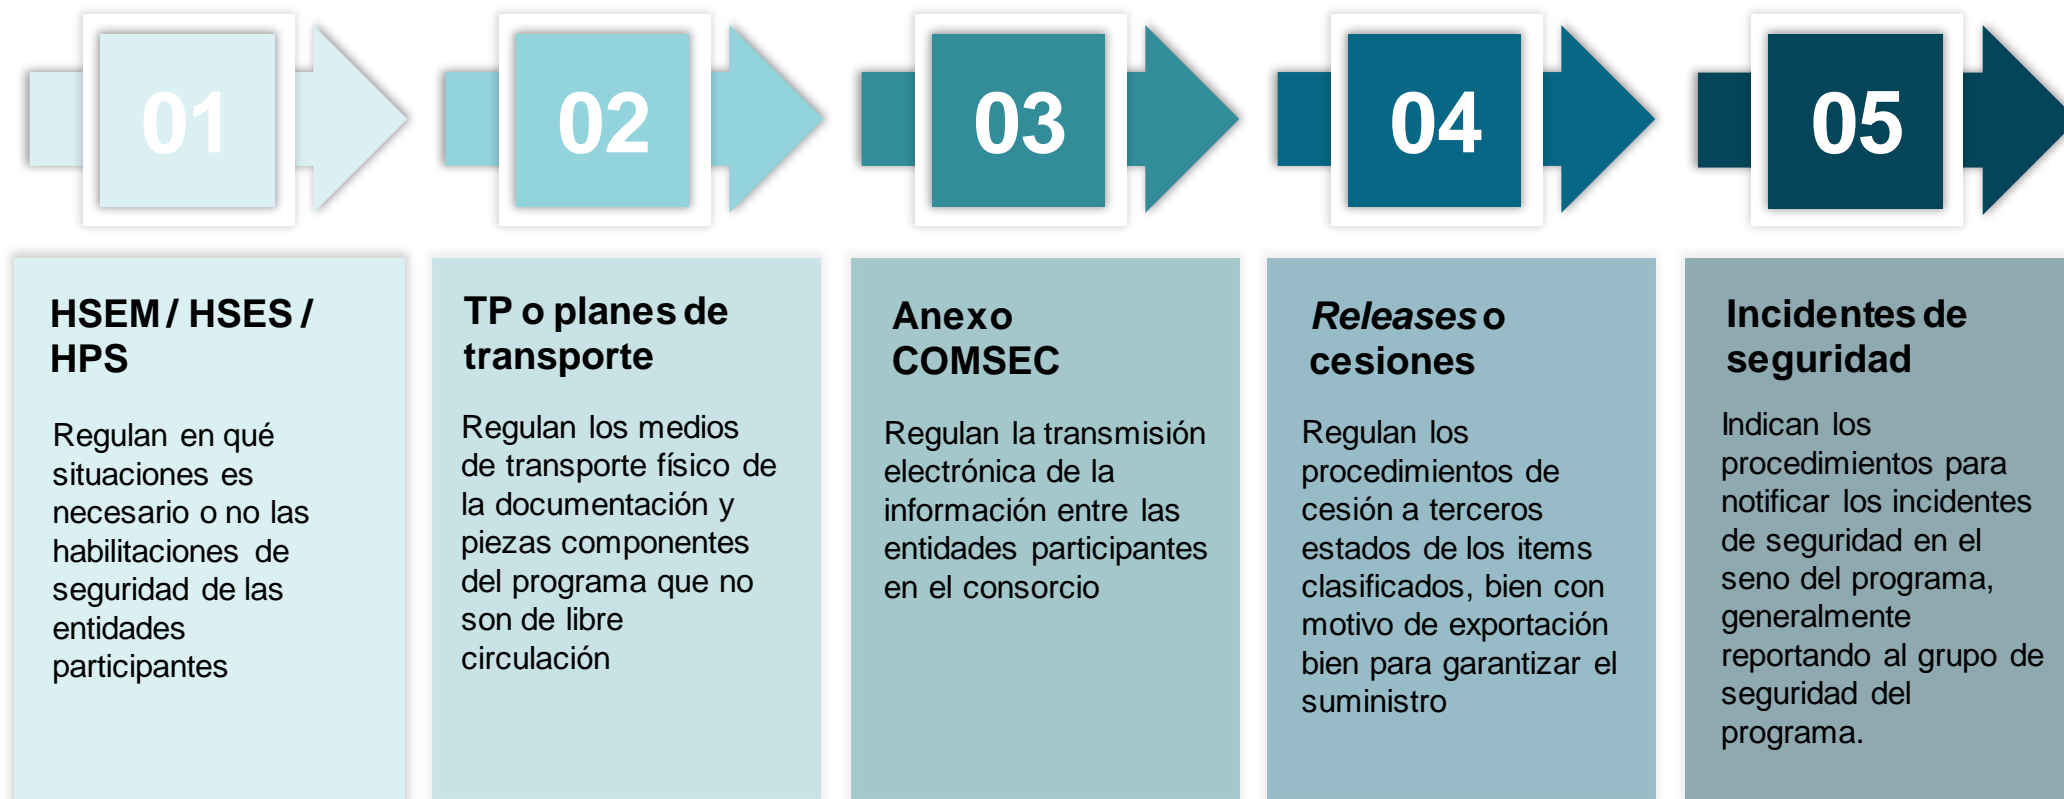 01
02
03
04
05
HSEM / HSES /
HPS
Regulan en qué
situaciones es
necesario o no las
habilitaciones de
seguridad de las
entidades
participantes
TP o planes de
transporte
Regulan los medios
de transporte físico de
la documentación y
piezas componentes
del programa que no
son de libre
circulación
Anexo
COMSEC
Regulan la transmisión
electrónica de la
información entre las
entidades participantes
en el consorcio
Releases o
cesiones
Regulan los
procedimientos de
cesión a terceros
estados de los items
clasificados, bien con
motivo de exportación
bien para garantizar el
suministro
Incidentes de
seguridad
Indican los
procedimientos para
notificar los incidentes
de seguridad en el
seno del programa,
generalmente
reportando al grupo de
seguridad del
programa.